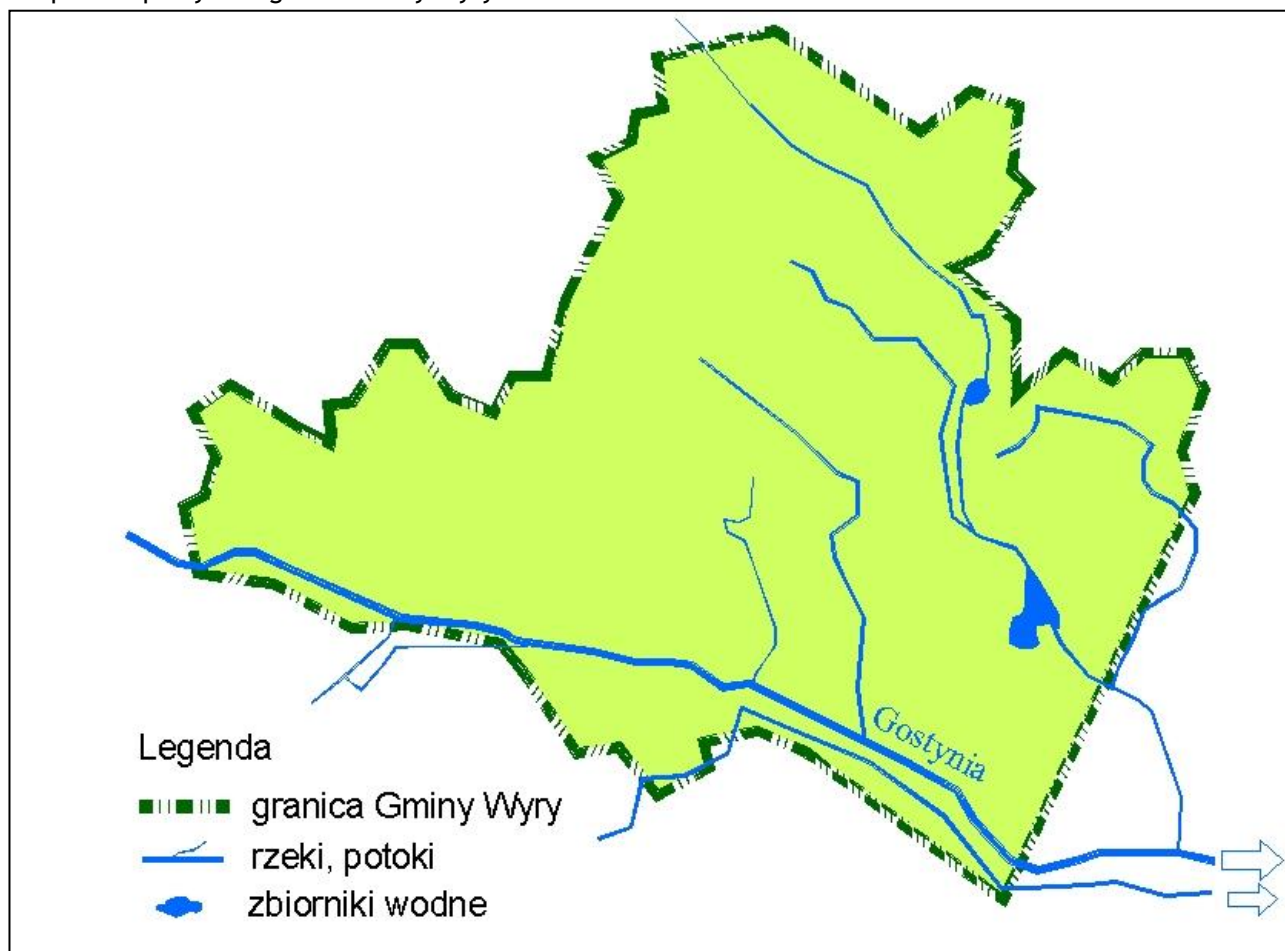 Gostynia
Legenda
granica Gminy Wyry
rzeki, potoki
zbiorniki wodne